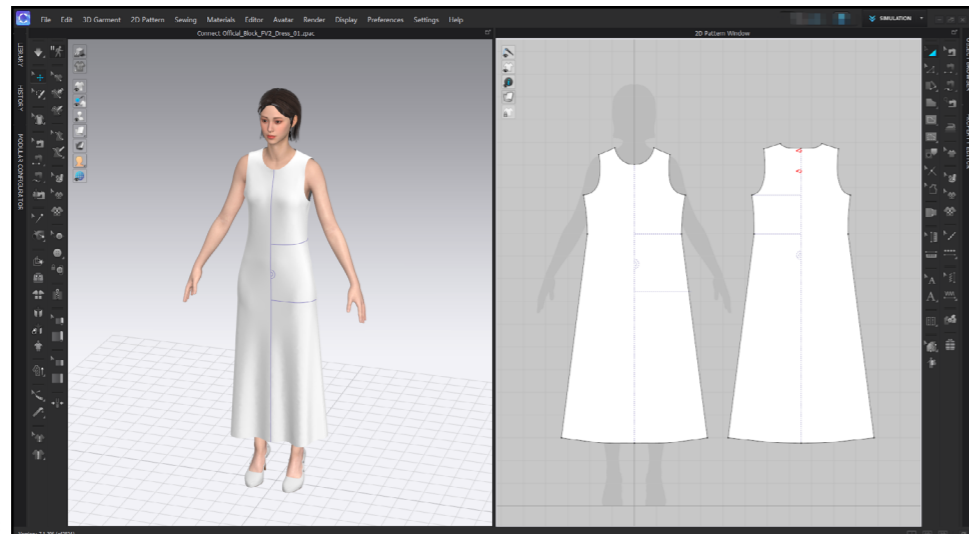 File Edit 3D Garment 2D Pattern Sewing Materials Editor Avatar Render Display Preferences Settings Help
SIMULATION
Connect Official_Block_FV2_Dress_01.zpac
2D Pattern Window
LIBRARY
HISTORY
MODULAR CONFIGURATOR